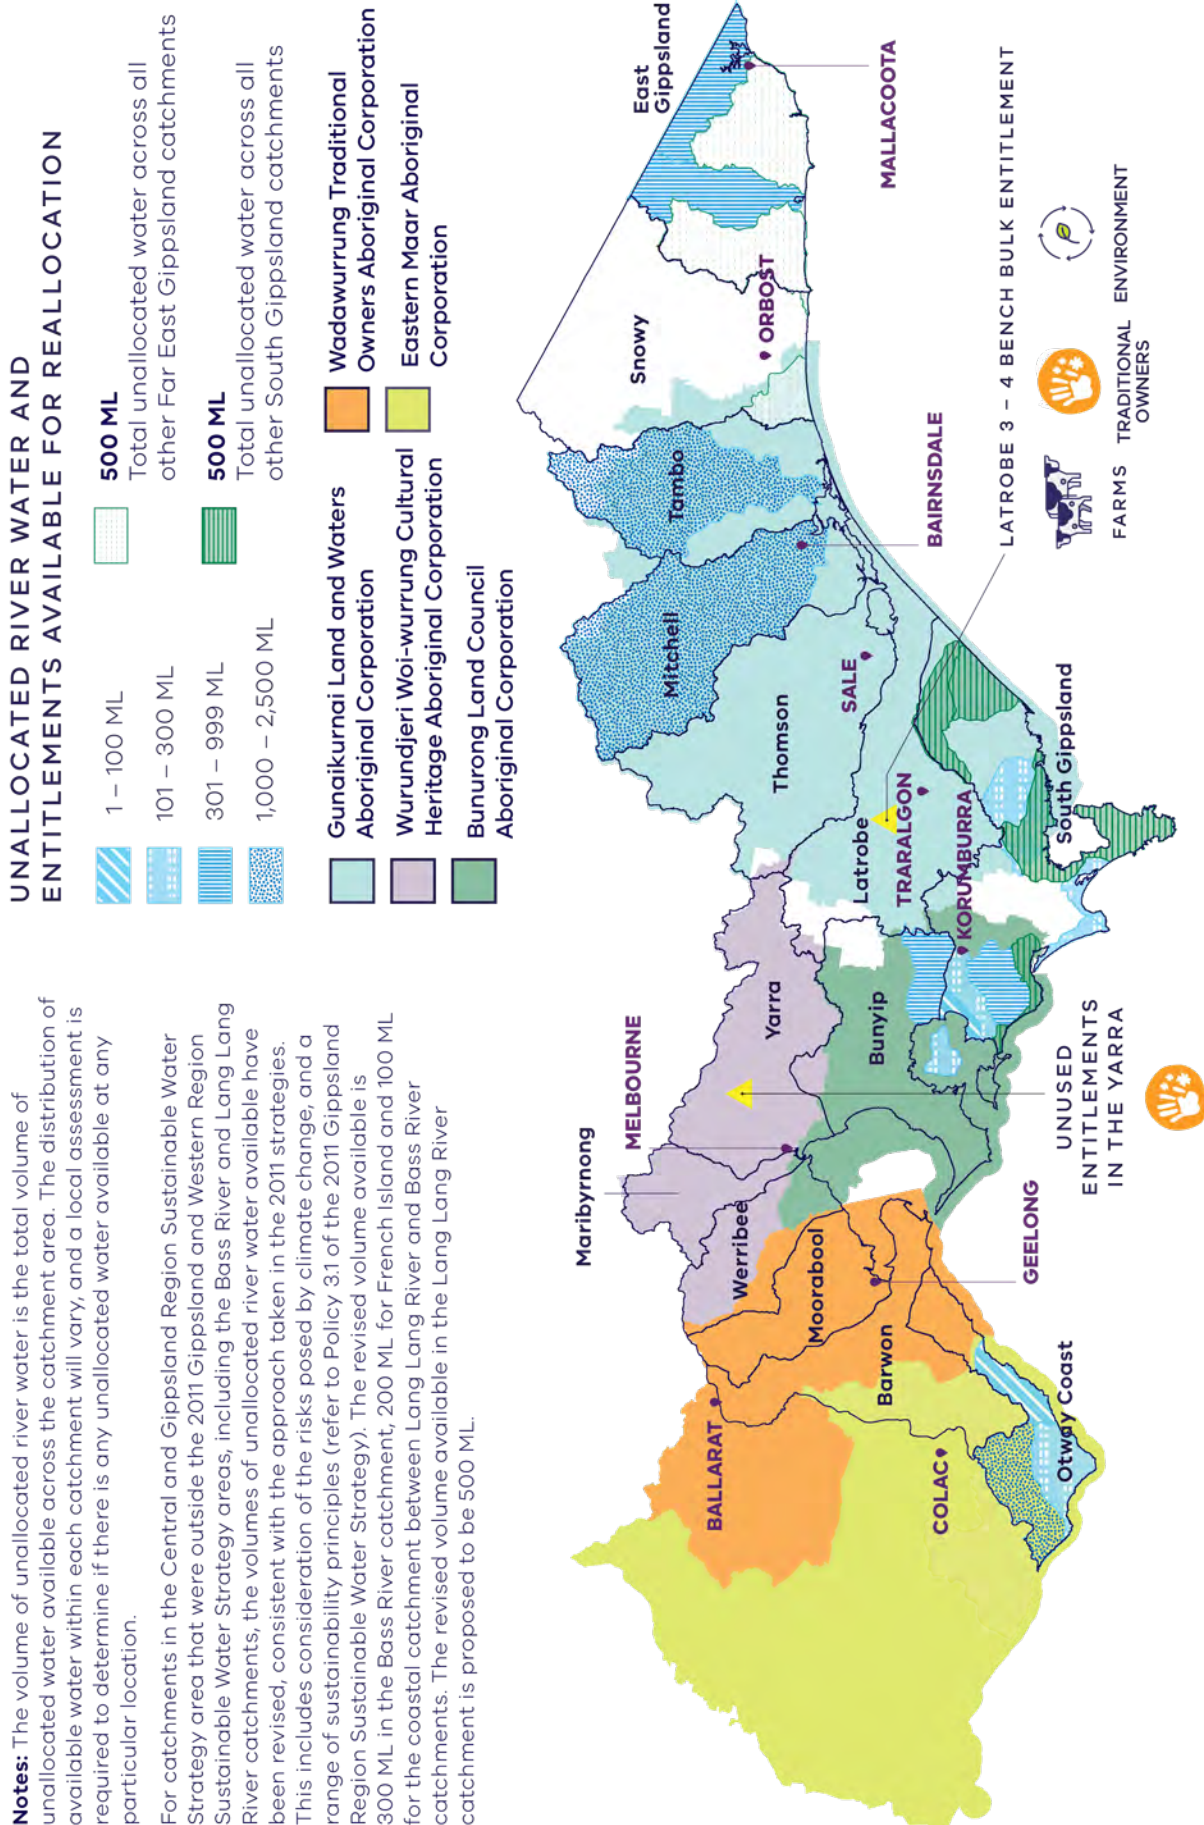 Notes: The volume of unallocated river water is the total volume of
unallocated water available across the catchment area. The distribution of
available water within each catchment will vary, and a local assessment is
required to determine if there is any unallocated water available at any
particular location.
For catchments in the Central and Gippsland Region Sustainable Water
Strategy area that were outside the 2011 Gippsland and Western Region
Sustainable Water Strategy areas, including the Bass River and Lang Lang
River catchments, the volumes of unallocated river water available have
been revised, consistent with the approach taken in the 2011 strategies.
This includes consideration of the risks posed by climate change, and a
range of sustainability principles (refer to Policy 3.1 of the 2011 Gippsland
Region Sustainable Water Strategy). The revised volume available is
300 ML in the Bass River catchment, 200 ML for French Island and 100 ML
for the coastal catchment between Lang Lang River and Bass River
catchments. The revised volume available in the Lang Lang River
catchment is proposed to be 500 ML.
UNALLOCATED RIVER WATER AND
ENTITLEMENTS AVAILABLE FOR REALLOCATION
1 – 100 ML
101 – 300 ML
301 – 999 ML
1,000 – 2,500 ML
500 ML
Total unallocated water across all
other Far East Gippsland catchments
500 ML
Total unallocated water across all
other South Gippsland catchments
Gunaikurnai Land and Waters
Aboriginal Corporation
Wurundjeri Woi-wurrung Cultural
Heritage Aboriginal Corporation
Bunurong Land Council
Aboriginal Corporation
Wadawurrung Traditional
Owners Aboriginal Corporation
Eastern Maar Aboriginal
Corporation
East
Gippsland
Snowy
Tambo
Mitchell
Thomson
Maribyrnong
MELBOURNE
Yarra
Werribee
Latrobe
SALE
ORBOST
MALLACOOTA
BAIRNSDALE
BALLARAT
Moorabool
Bunyip
TRARALGON
Barwon
KORUMBURRA
COLAC
GEELONG
Otway Coast
South Gippsland
LATROBE 3 – 4 BENCH BULK ENTITLEMENT
FARMS
TRADITIONAL
OWNERS
ENVIRONMENT
UNUSED
ENTITLEMENTS
IN THE YARRA